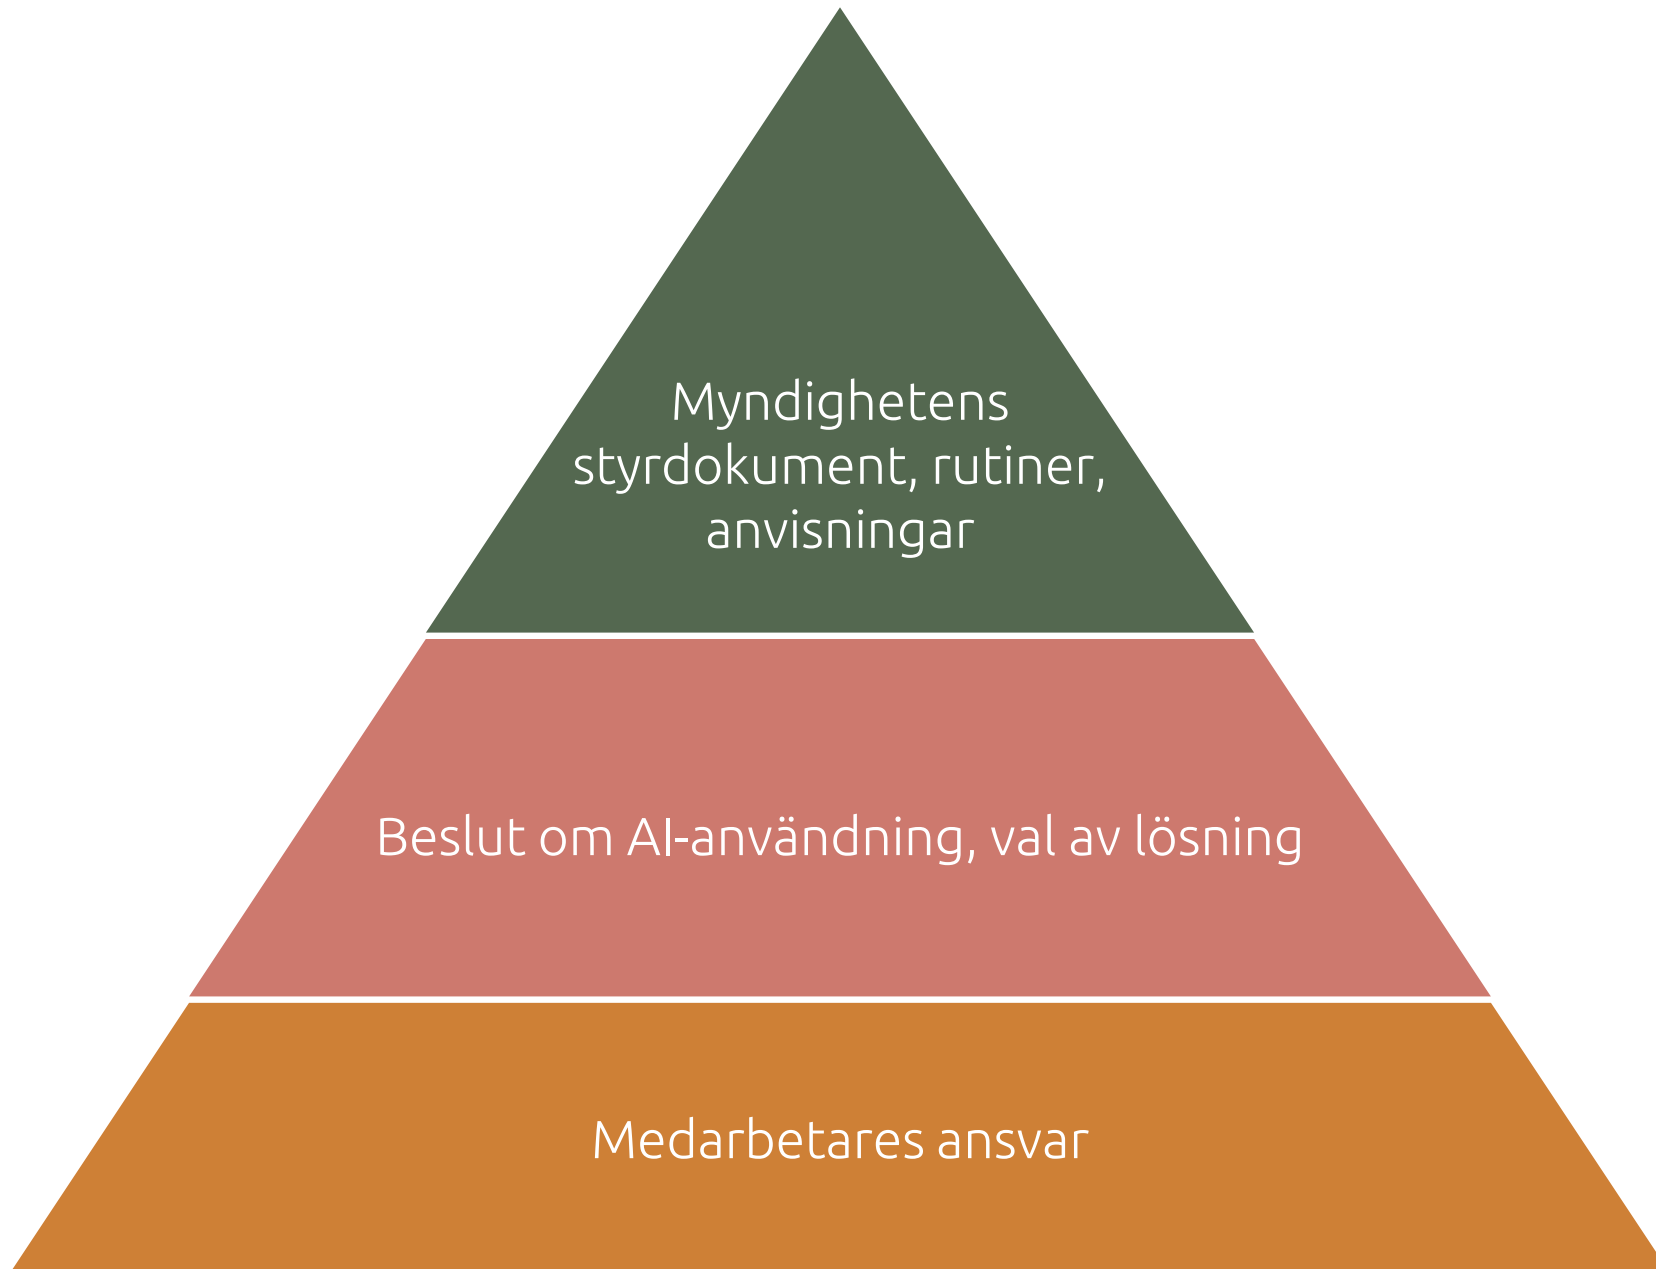 Myndighetens
styrdokument, rutiner,
anvisningar
Beslut om AI-användning, val av lösning
Medarbetares ansvar